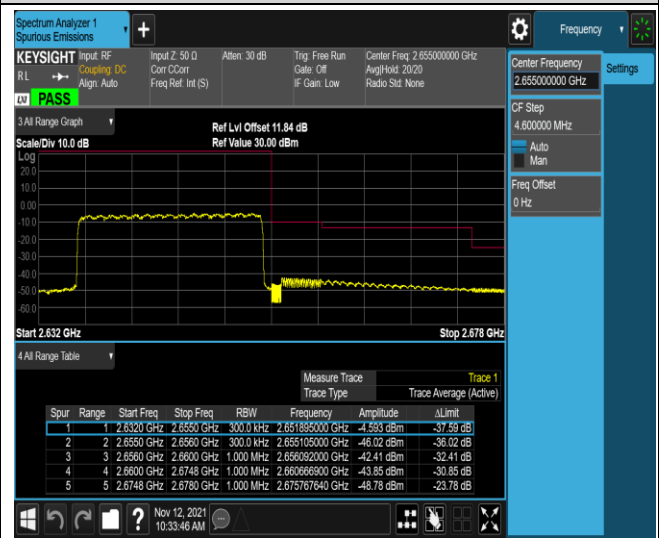 Spectrum Analyzer 1
Spurious Emissions
Frequency
KEYSIGHT Input: RF Input Z: 50 Ω Atten: 30 dB Trig: Free Run Center Freq: 2.655000000 GHz
RL Coupling: DC Corr CCorr Gate: Off Avg|Hold: 20/20
Align: Auto Freq Ref: Int (S) IF Gain: Low Radio Std: None
LXI PASS
Center Frequency
2.655000000 GHz
Settings
CF Step
4.600000 MHz
Auto
Man
Freq Offset
0 Hz
3 All Range Graph
Ref Lvl Offset 11.84 dB
Scale/Div 10.0 dB Ref Value 30.00 dBm
Log
20.0
10.0
0.00
-10.0
-20.0
-30.0
-40.0
-50.0
-60.0
Start 2.632 GHz Stop 2.678 GHz
4 All Range Table
Measure Trace Trace 1
Trace Type Trace Average (Active)
Spur Range Start Freq Stop Freq RBW Frequency Amplitude ΔLimit
1 1 2.6320 GHz 2.6550 GHz 300.0 kHz 2.651895000 GHz -4.593 dBm -37.59 dB
2 2 2.6550 GHz 2.6560 GHz 300.0 kHz 2.655105000 GHz -46.02 dBm -36.02 dB
3 3 2.6560 GHz 2.6600 GHz 1.000 MHz 2.656092000 GHz -42.41 dBm -32.41 dB
4 4 2.6600 GHz 2.6748 GHz 1.000 MHz 2.660666900 GHz -43.85 dBm -30.85 dB
5 5 2.6748 GHz 2.6780 GHz 1.000 MHz 2.675767640 GHz -48.78 dBm -23.78 dB
Nov 12, 2021
10:33:46 AM